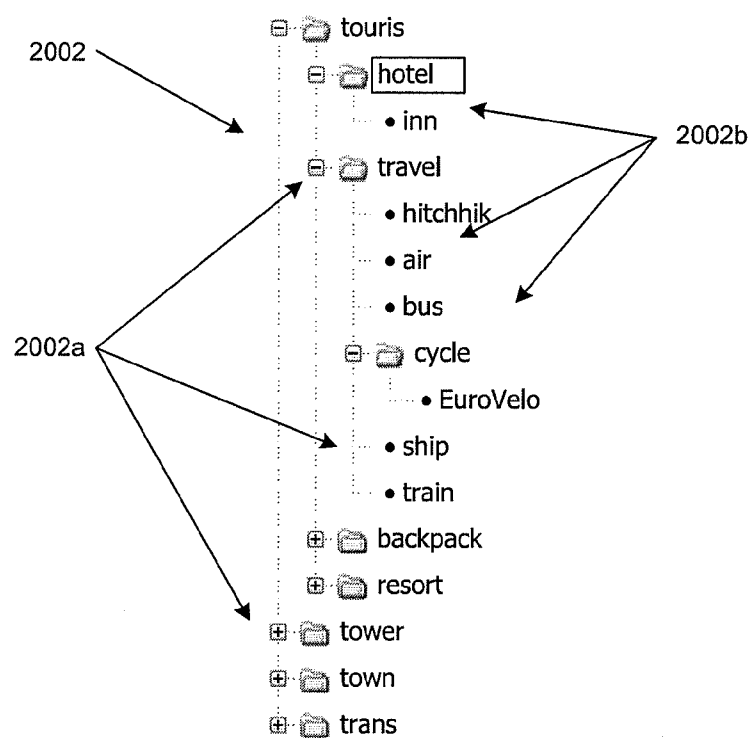 touris
2002
hotel
inn
2002b
travel
hitchhik
air
bus
2002a
cycle
EuroVelo
ship
train
backpack
resort
tower
town
trans